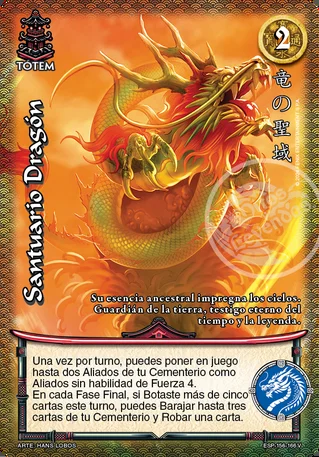 TOTEM
2
竜の聖域
Santuario Dragón
Su esencia ancestral impregna los cielos.
Guardián de la tierra, testigo eterno del
tiempo y la leyenda.
Una vez por turno, puedes poner en juego
hasta dos Aliados de tu Cementerio como
Aliados sin habilidad de Fuerza 4.
En cada Fase Final, si Botaste más de cinco
cartas este turno, puedes Barajar hasta tres
cartas de tu Cementerio y Robar una carta.
ARTE: HANS LOBOS
ESP-156-166 V